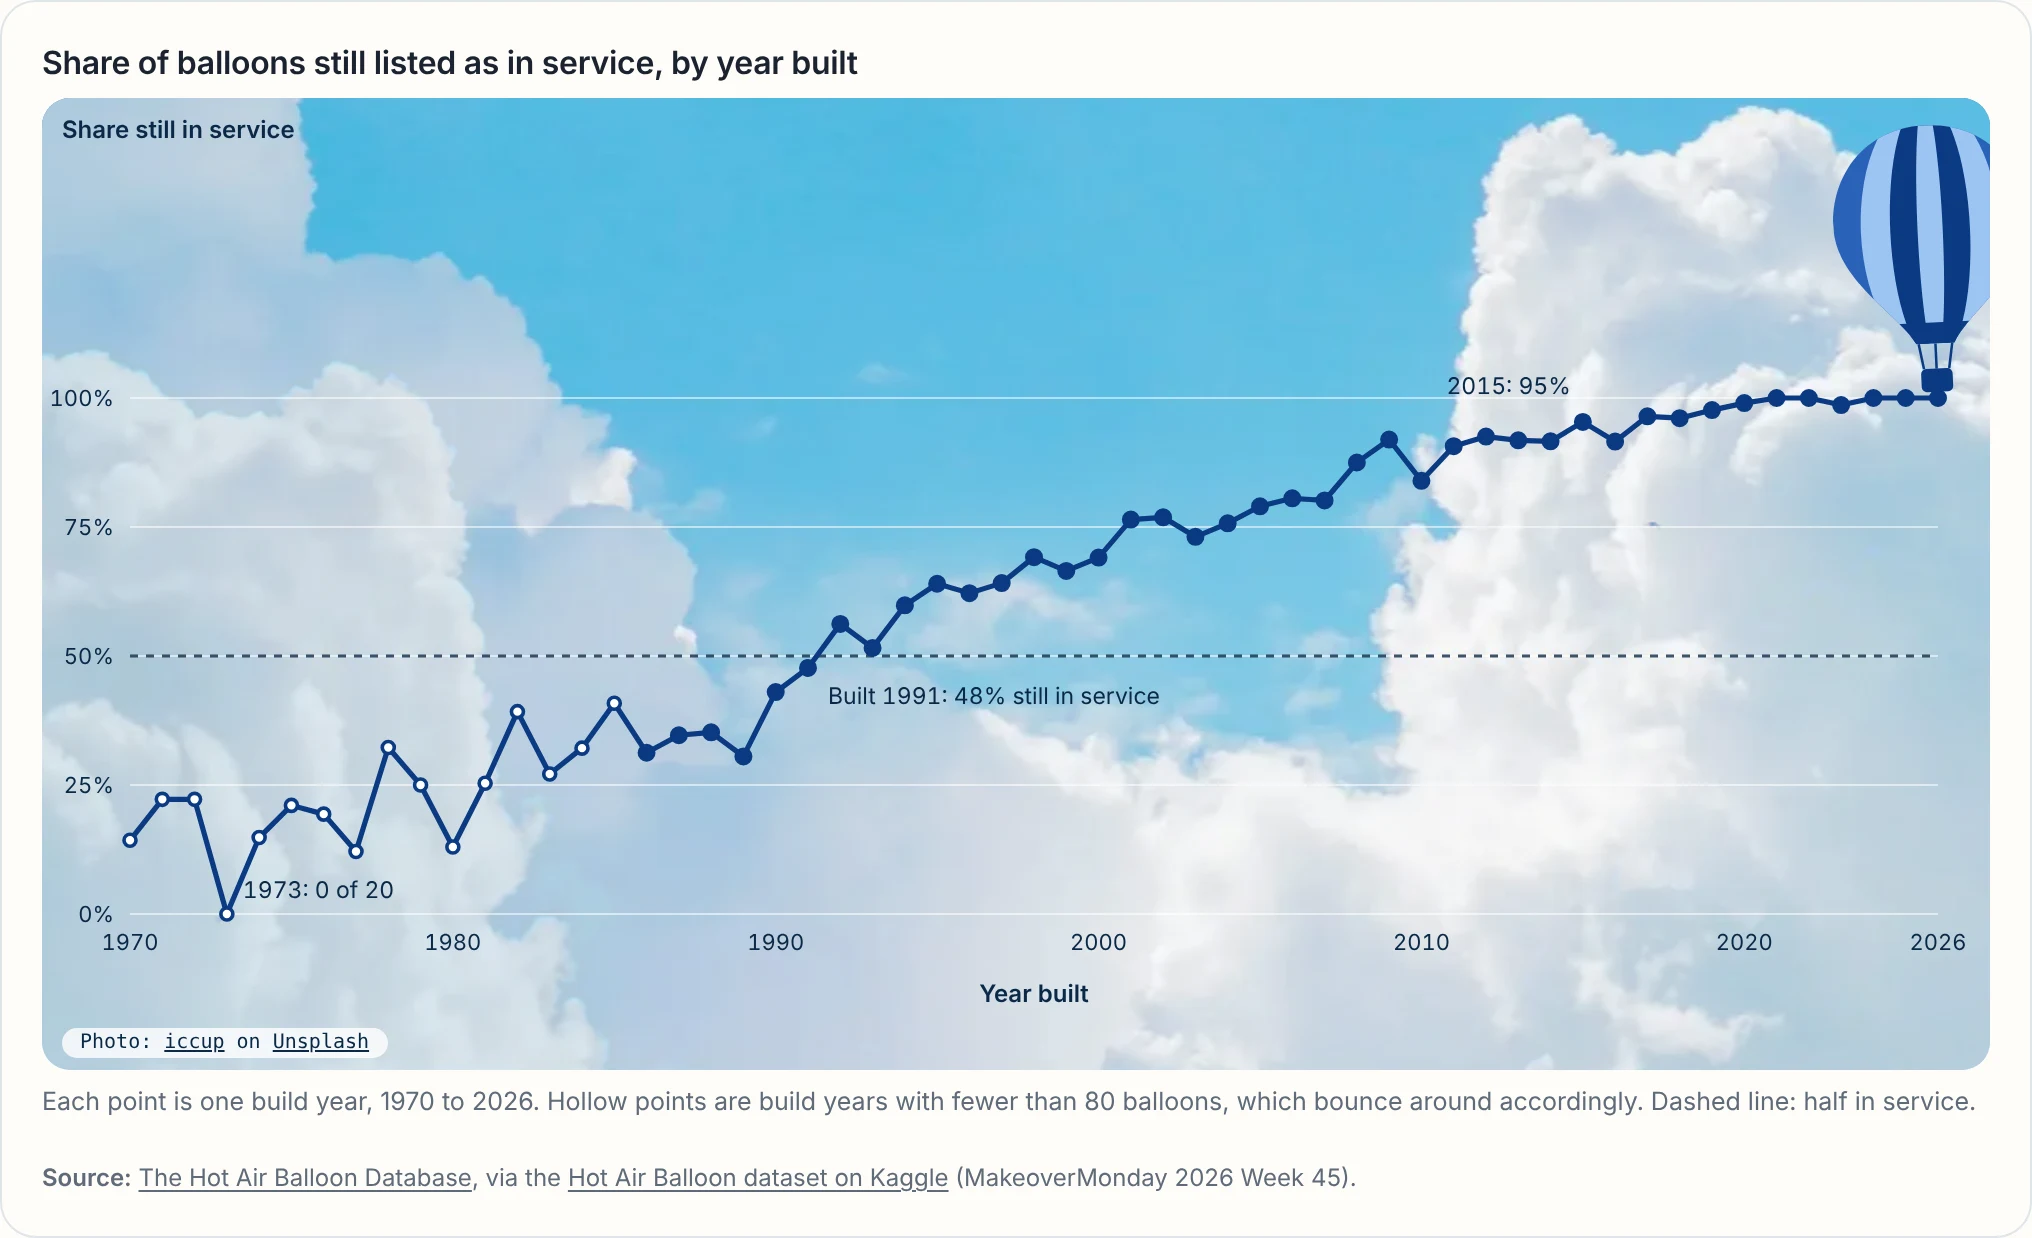 Share of balloons still listed as in service, by year built
Share still in service
100%
2015: 95%
75%
50%
Built 1991: 48% still in service
25%
1973: 0 of 20
0%
1970 1980 1990 2000 2010 2020 2026
Year built
Photo: iccup on Unsplash
Each point is one build year, 1970 to 2026. Hollow points are build years with fewer than 80 balloons, which bounce around accordingly. Dashed line: half in service.
Source: The Hot Air Balloon Database, via the Hot Air Balloon dataset on Kaggle (MakeoverMonday 2026 Week 45).